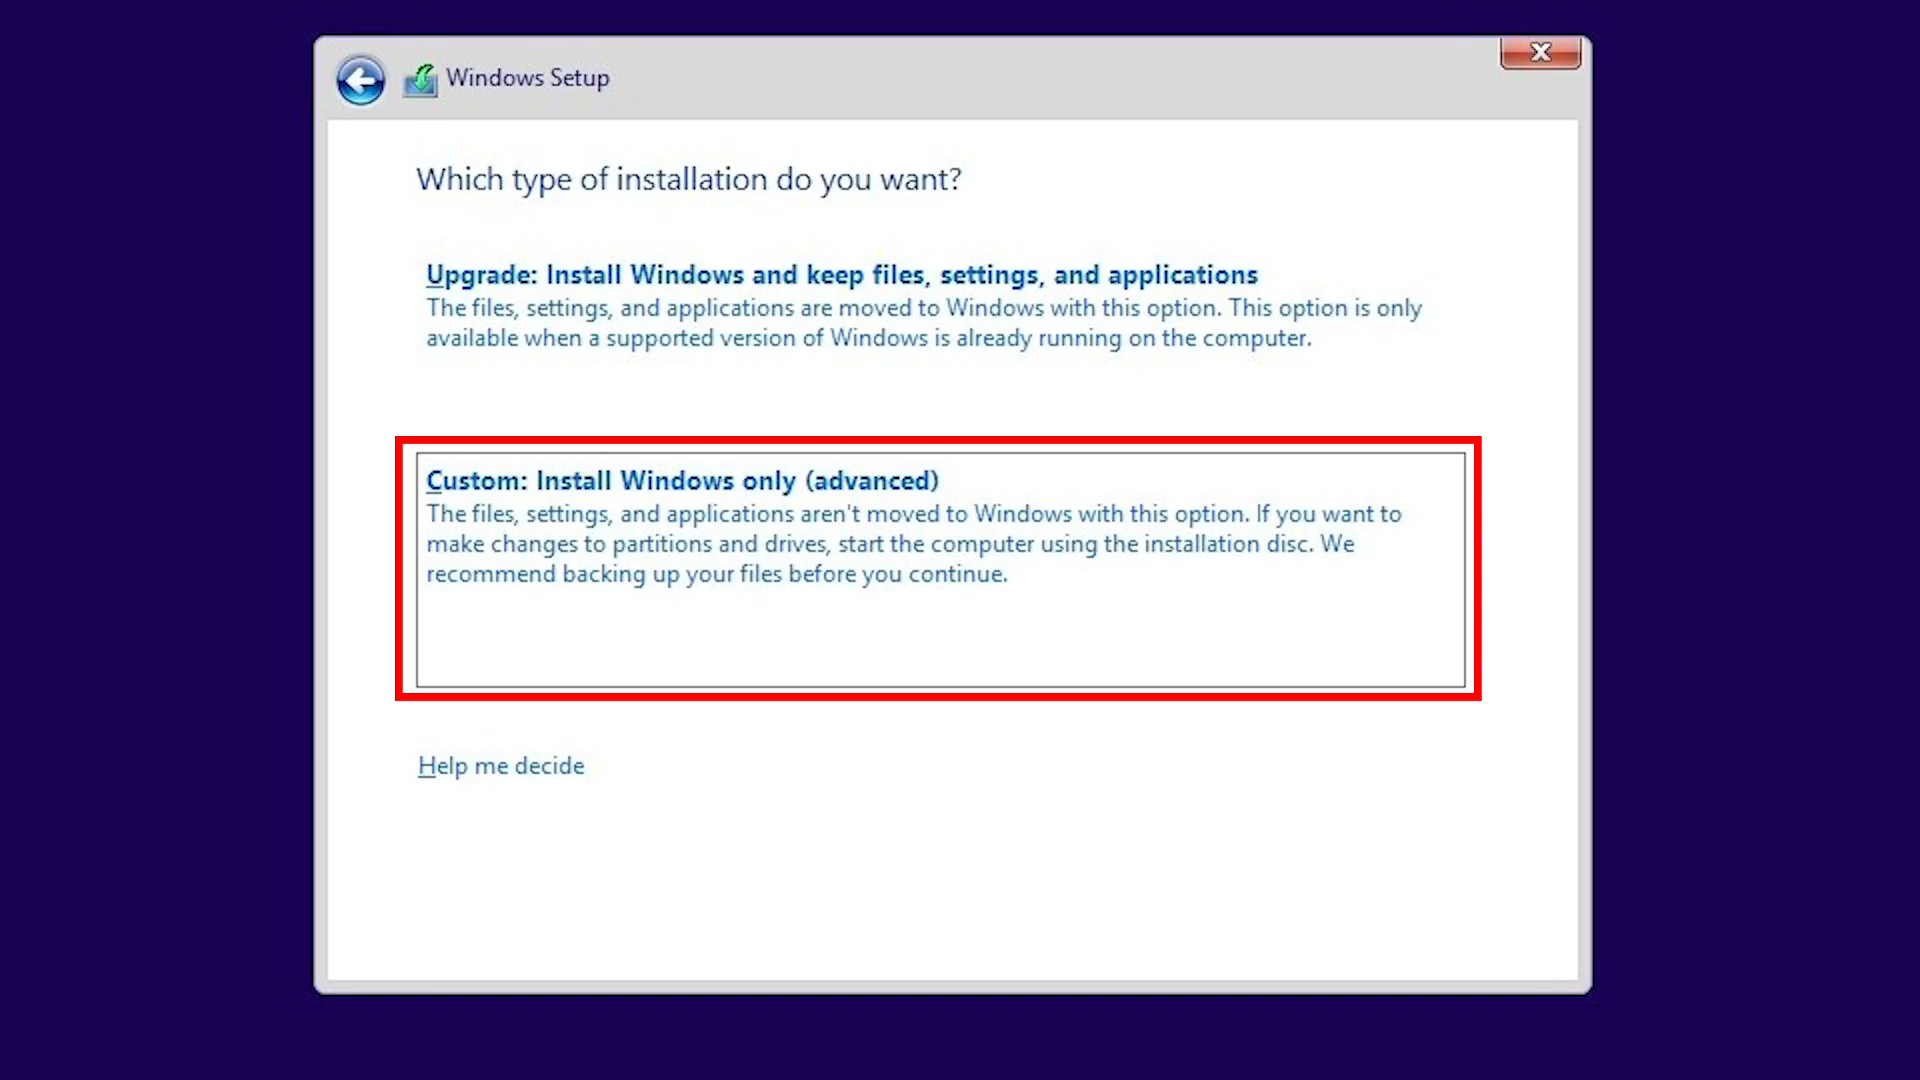 Windows Setup
Which type of installation do you want?
Upgrade: Install Windows and keep files, settings, and applications
The files, settings, and applications are moved to Windows with this option. This option is only
available when a supported version of Windows is already running on the computer.
Custom: Install Windows only (advanced)
The files, settings, and applications aren't moved to Windows with this option. If you want to
make changes to partitions and drives, start the computer using the installation disc. We
recommend backing up your files before you continue.
Help me decide